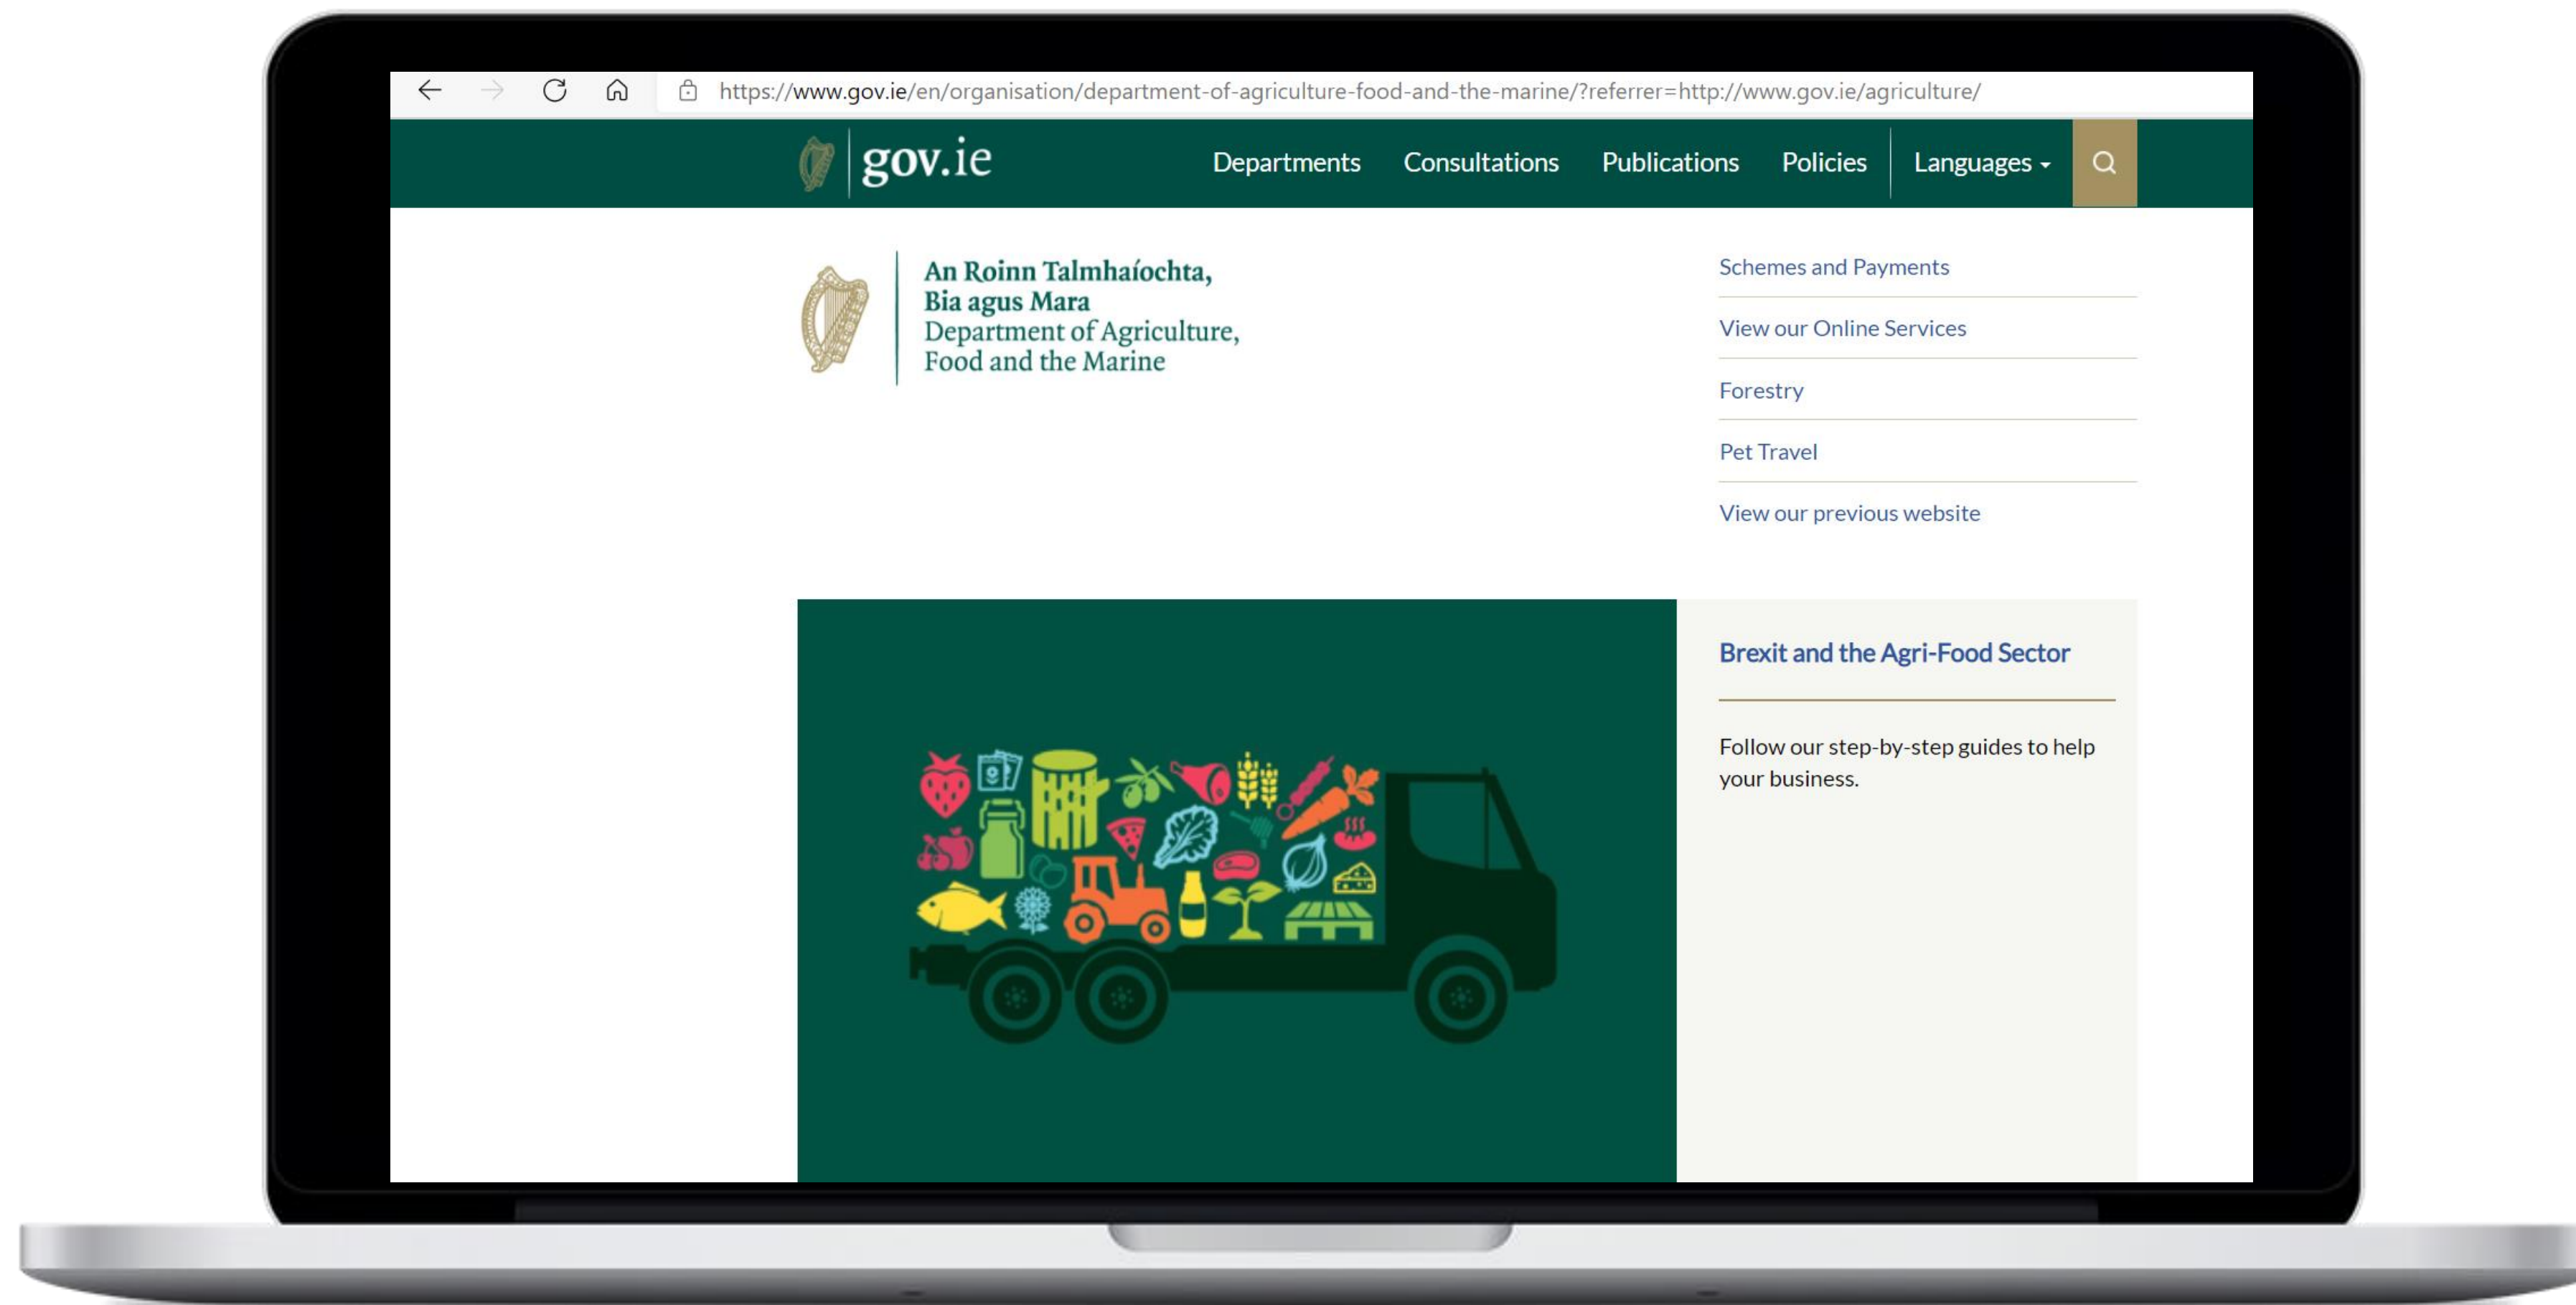 https://www.gov.ie/en/organisation/department-of-agriculture-food-and-the-marine/?referrer=http://www.gov.ie/agriculture/
gov.ie
Departments Consultations Publications Policies Languages
An Roinn Talmhaíochta,
Bia agus Mara
Department of Agriculture,
Food and the Marine
Schemes and Payments
View our Online Services
Forestry
Pet Travel
View our previous website
Brexit and the Agri-Food Sector
Follow our step-by-step guides to help
your business.